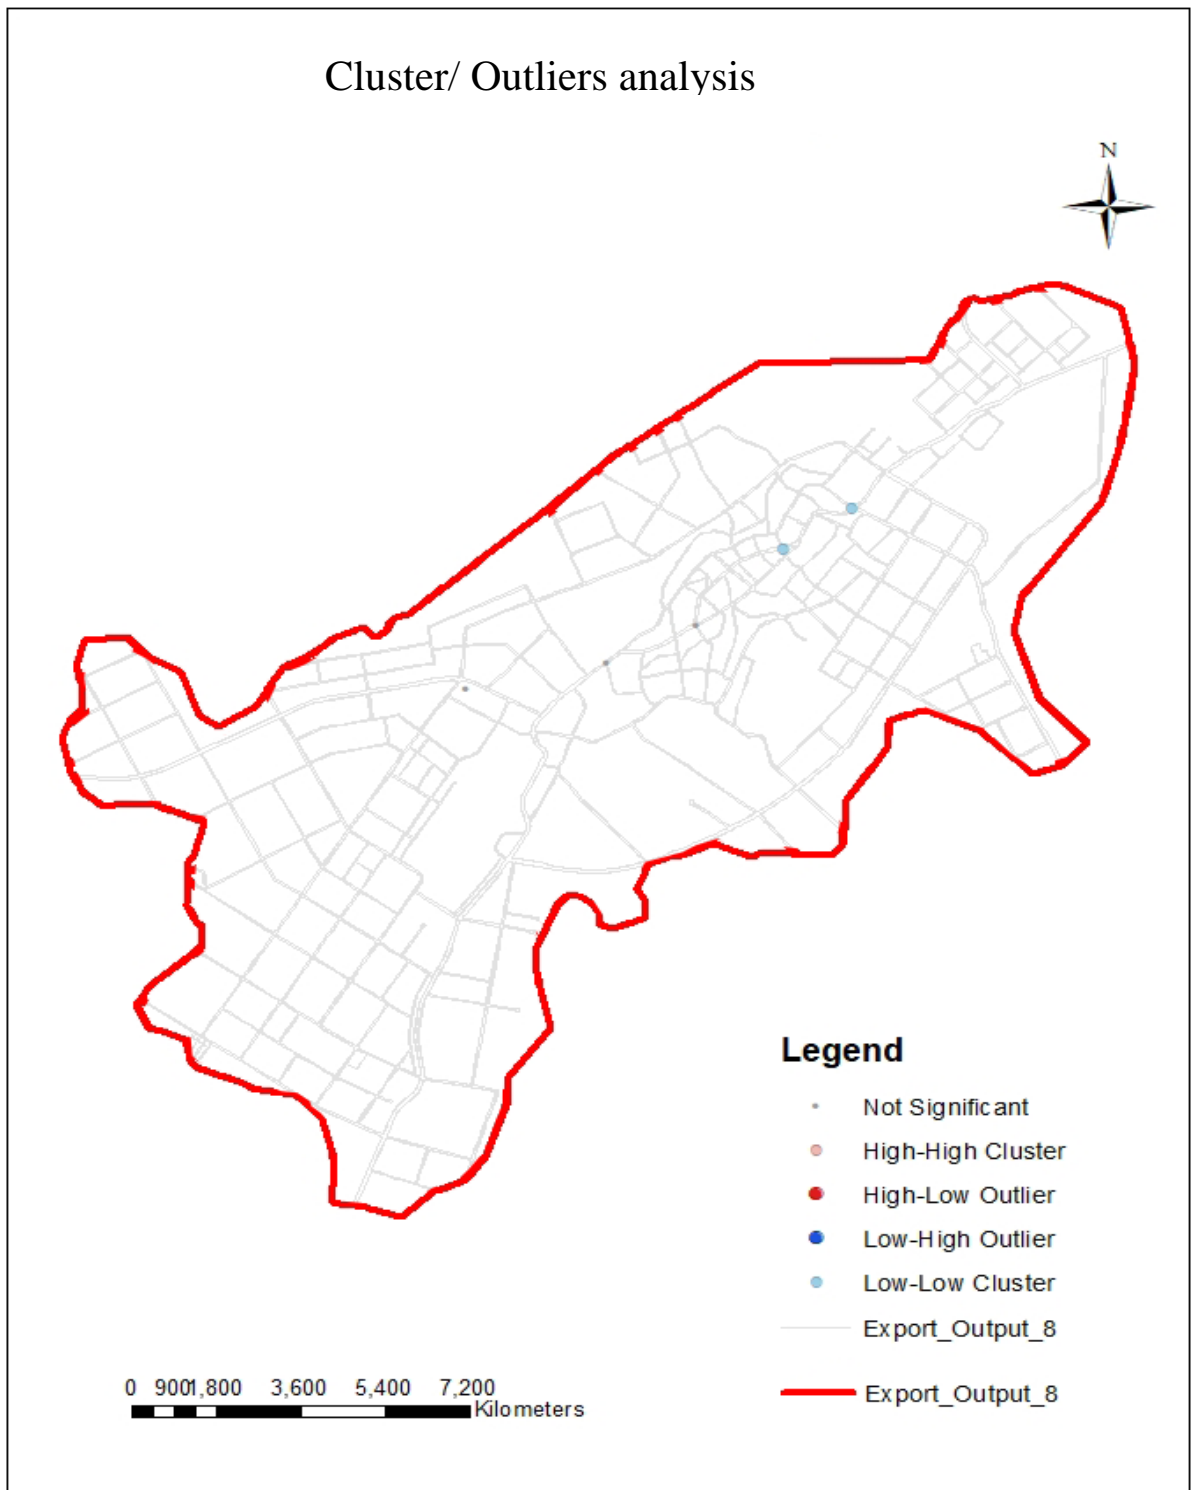 Cluster/ Outliers analysis
N
Legend
Not Significant
High-High Cluster
High-Low Outlier
Low-High Outlier
Low-Low Cluster
Export_Output_8
Export_Output_8
0 9001,800 3,600 5,400 7,200
Kilometers